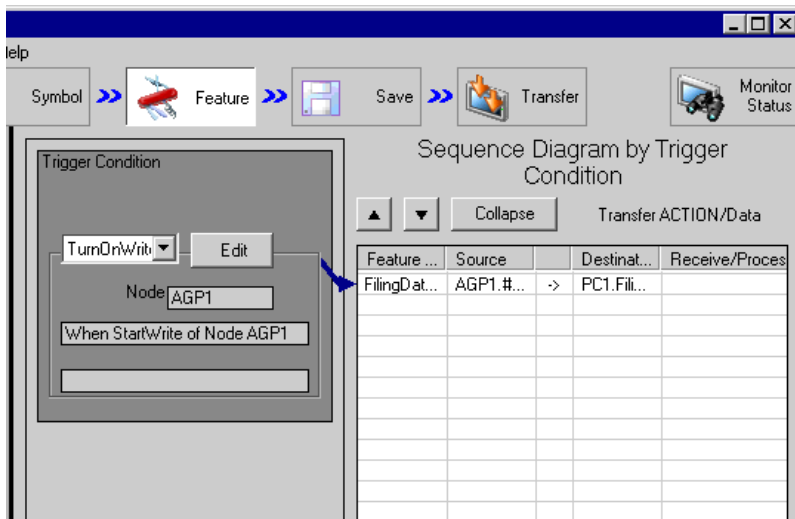 Help
Symbol
Feature
Save
Transfer
Monitor
Status
Trigger Condition
TurnOnWrit
Edit
Node
AGP1
When StartWrite of Node AGP1
Sequence Diagram by Trigger
Condition
Collapse
Transfer ACTION/Data
Feature ... Source Destinat... Receive/Proces
FilingDat... AGP1.#... -> PC1.Fili...